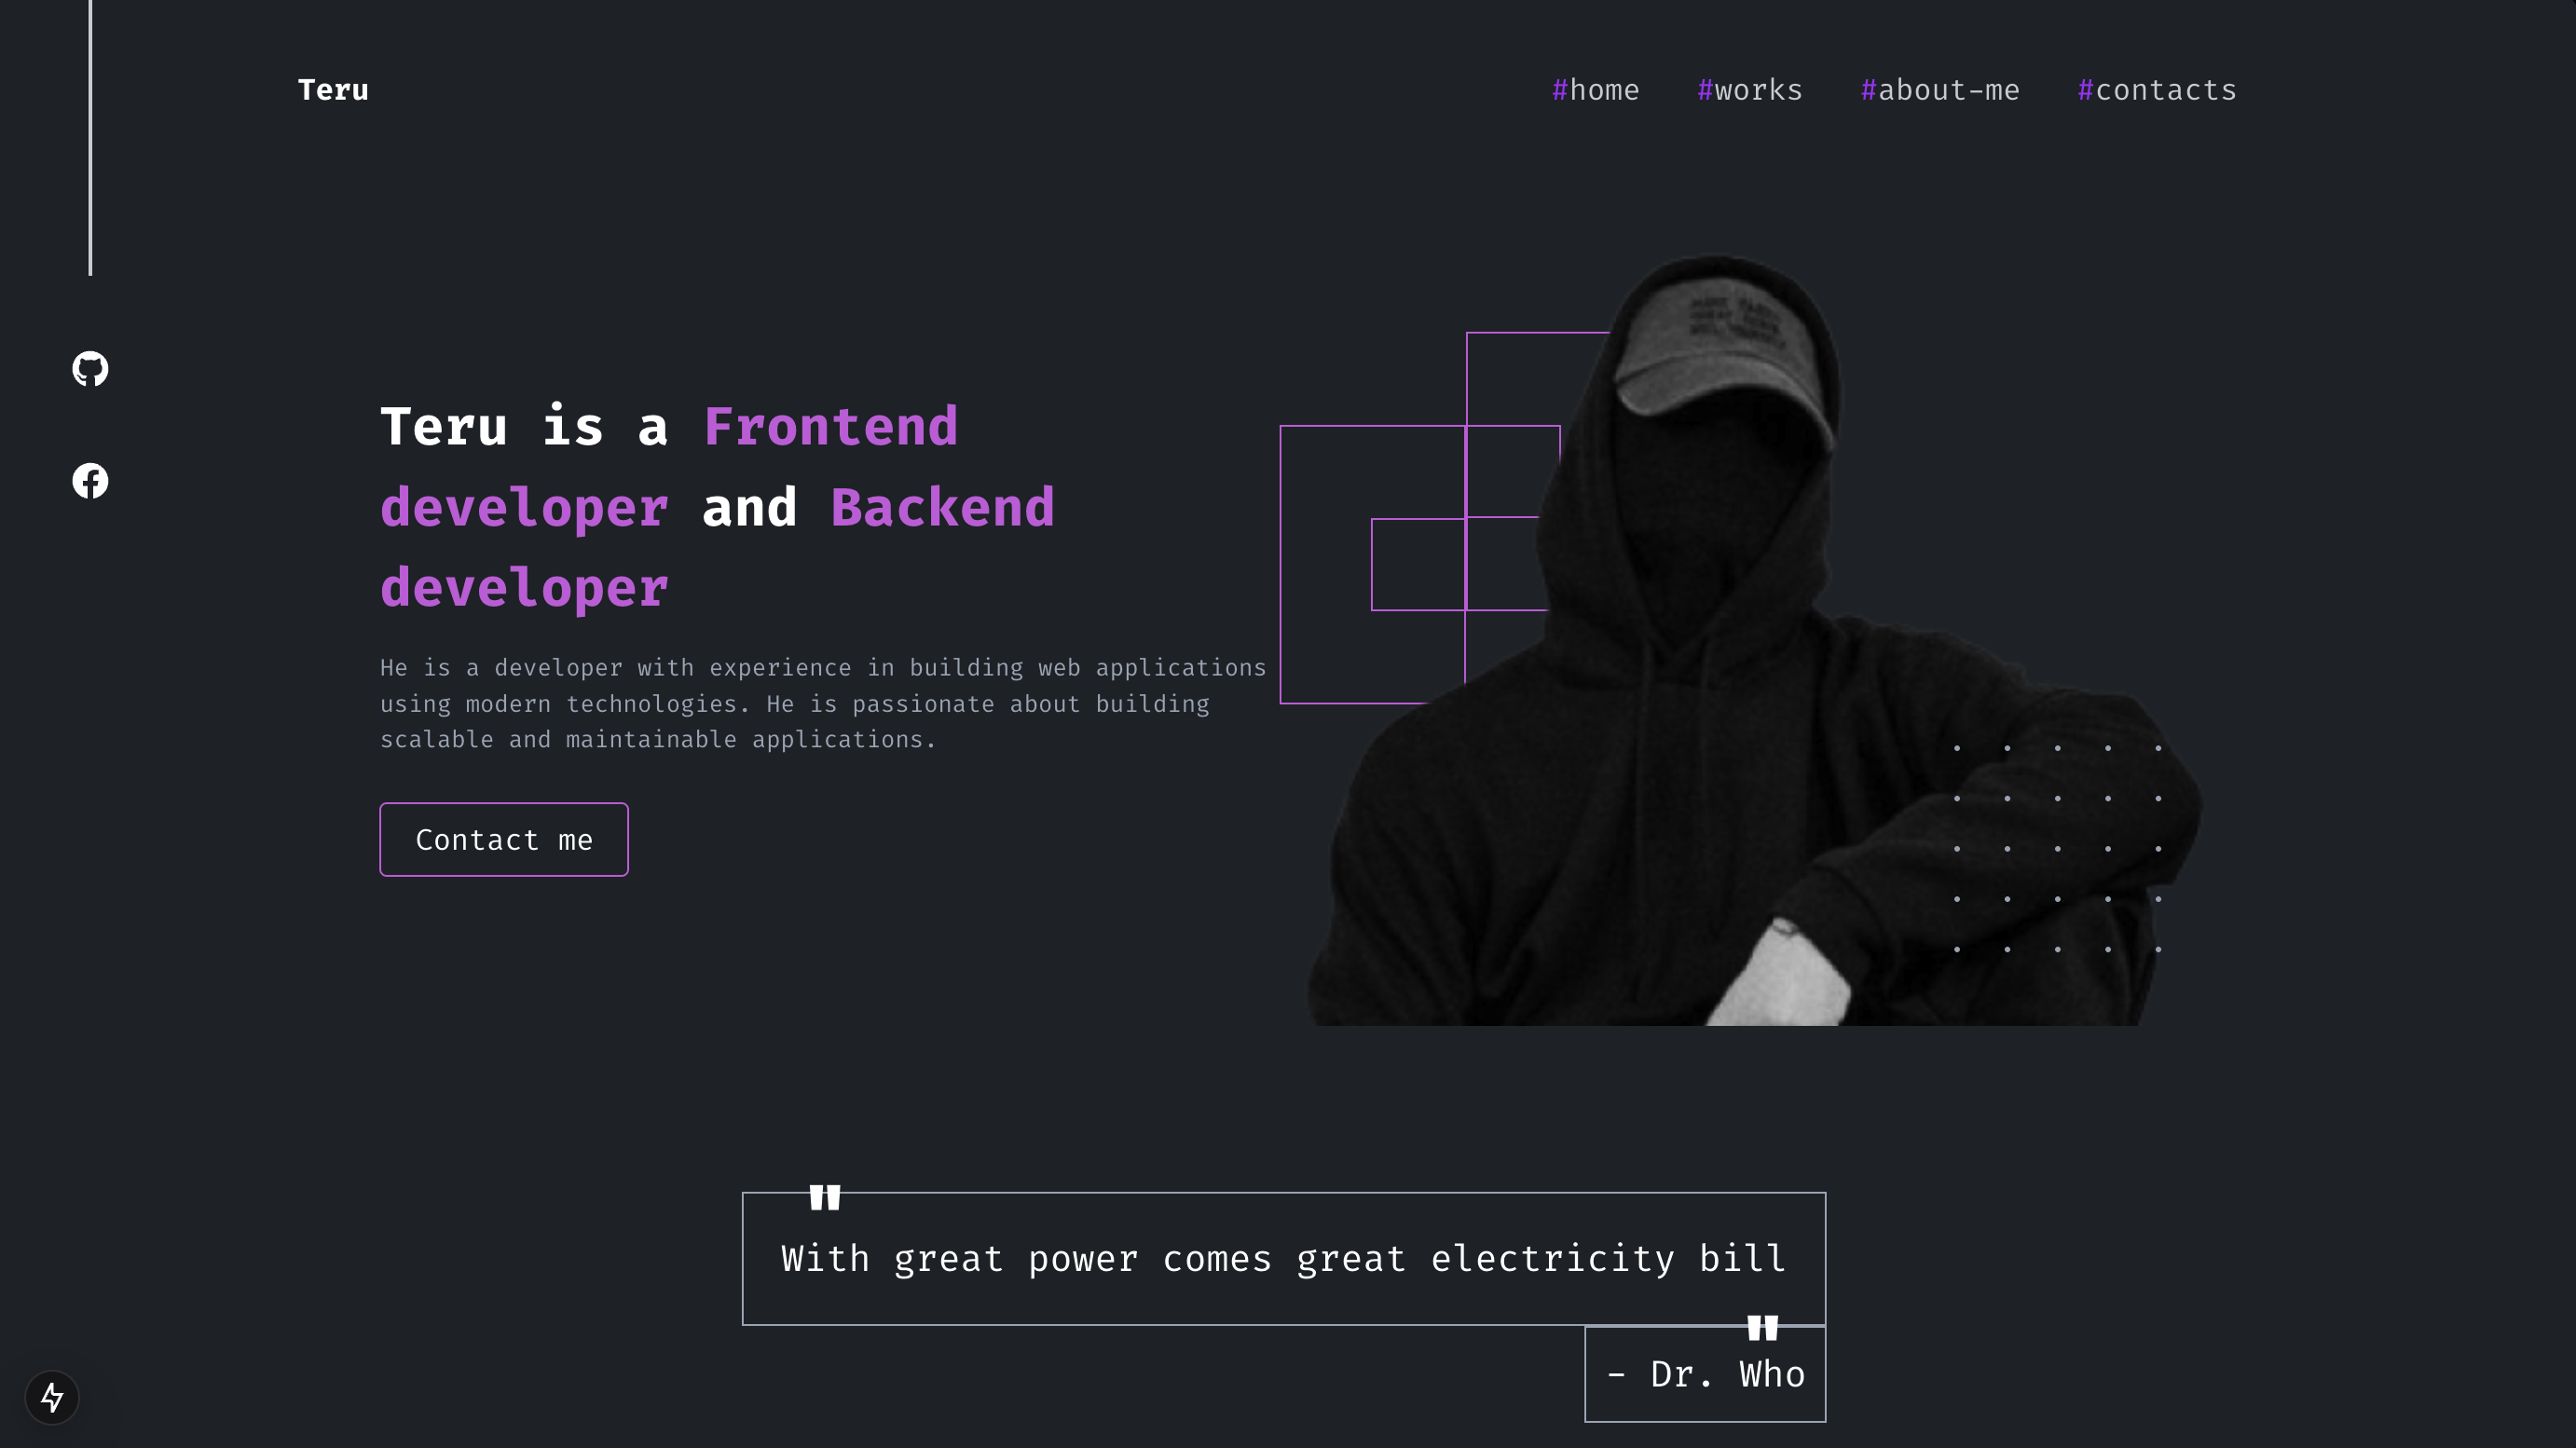 Teru
#home #works #about-me #contacts
Teru is a Frontend
developer and Backend
developer
He is a developer with experience in building web applications
using modern technologies. He is passionate about building
scalable and maintainable applications.
Contact me
"
With great power comes great electricity bill
"
- Dr. Who